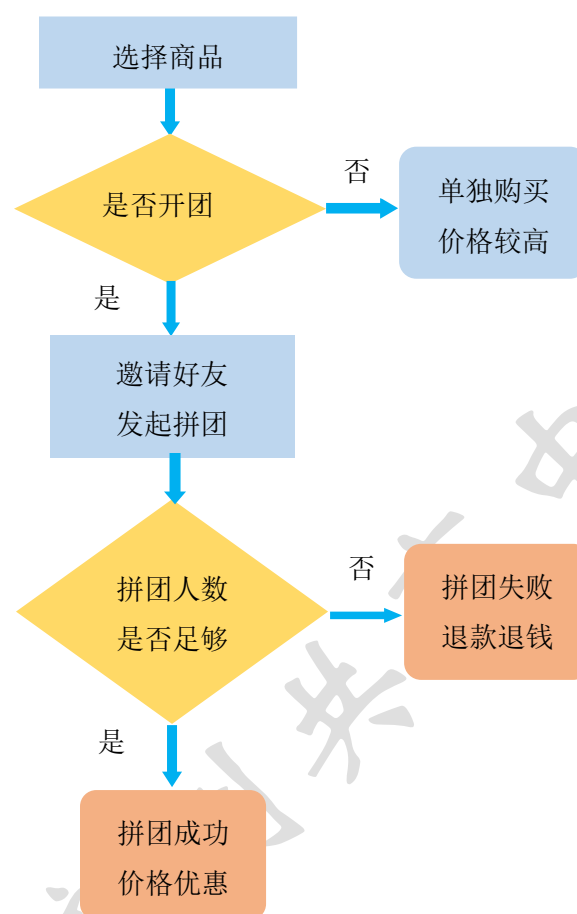 选择商品
是否开团
否
单独购买
价格较高
是
邀请好友
发起拼团
拼团人数
是否足够
否
拼团失败
退款退钱
是
拼团成功
价格优惠